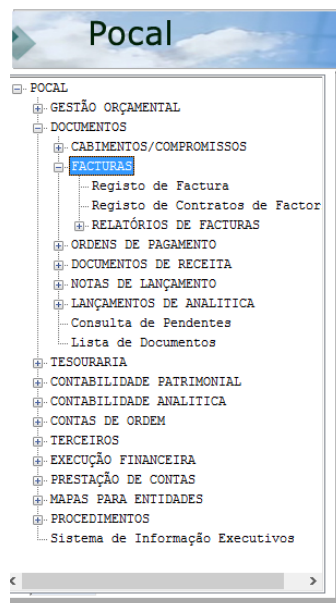 Pocal
POCAL
GESTÃO ORÇAMENTAL
DOCUMENTOS
CABIMENTOS/COMPROMISSOS
FACTURAS
Registo de Factura
Registo de Contratos de Factor
RELATÓRIOS DE FACTURAS
ORDENS DE PAGAMENTO
DOCUMENTOS DE RECEITA
NOTAS DE LANÇAMENTO
LANÇAMENTOS DE ANALITICA
Consulta de Pendentes
Lista de Documentos
TESOURARIA
CONTABILIDADE PATRIMONIAL
CONTABILIDADE ANALITICA
CONTAS DE ORDEM
TERCEIROS
EXECUÇÃO FINANCEIRA
PRESTAÇÃO DE CONTAS
MAPAS PARA ENTIDADES
PROCEDIMENTOS
Sistema de Informação Executivos